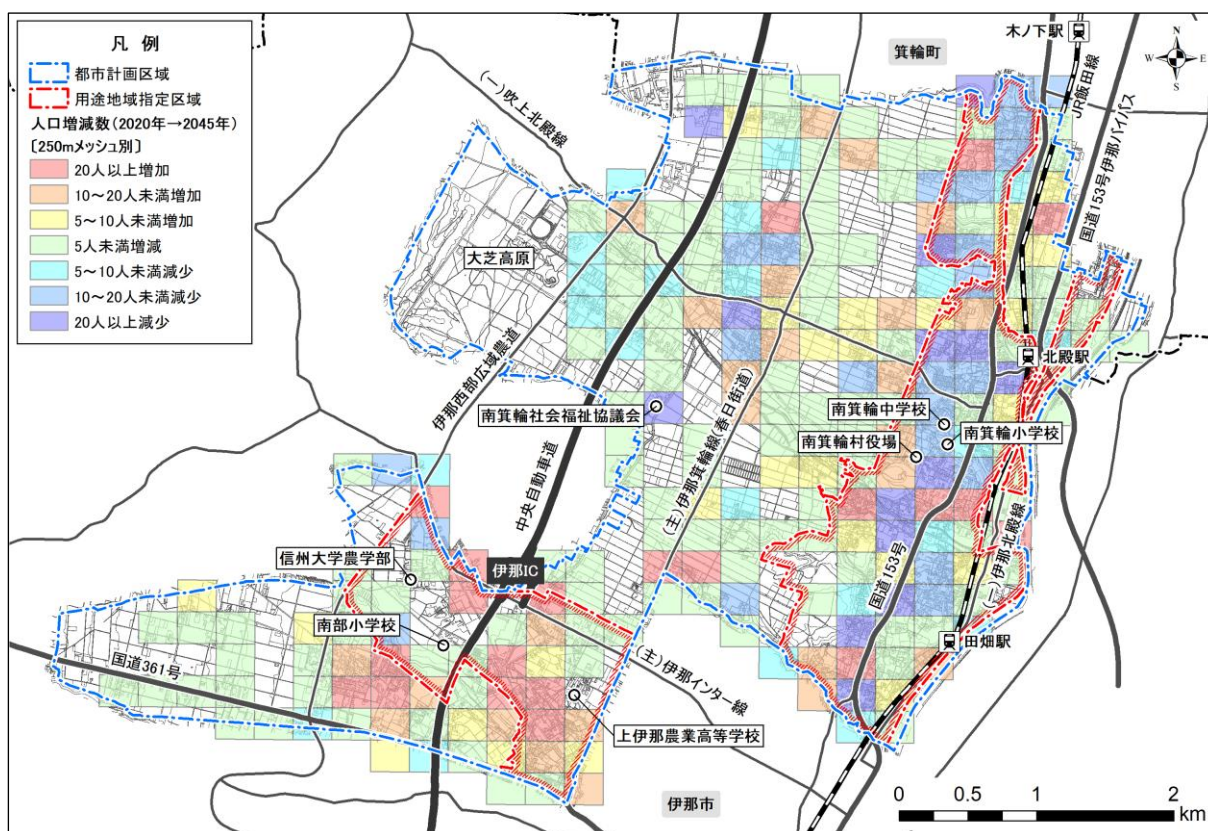 凡 例
都市計画区域
用途地域指定区域
人口増減数(2020年→2045年)
〔250mメッシュ別〕
20人以上増加
10～20人未満増加
5～10人未満増加
5人未満増減
5～10人未満減少
10～20人未満減少
20人以上減少
箕輪町
木ノ下駅
N
W
E
S
JR飯田線
国道153号伊那バイパス
(一)吹上北殿線
大芝高原
伊那西部広域農道
中央自動車道
(主)伊那箕輪線(春日街道)
北殿駅
南箕輪社会福祉協議会
南箕輪中学校
南箕輪小学校
南箕輪村役場
国道153号
(一)伊那北殿線
信州大学農学部
伊那IC
南部小学校
田畑駅
国道361号
(主)伊那インター線
上伊那農業高等学校
伊那市
0 0.5 1 2
km